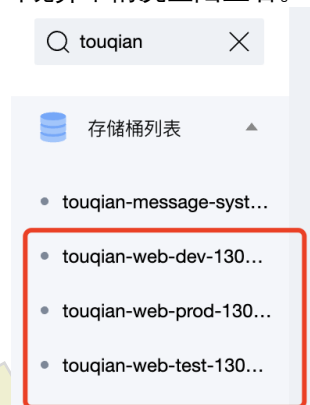 touqian
存储桶列表
touqian-message-syst...
touqian-web-dev-130...
touqian-web-prod-130...
touqian-web-test-130...